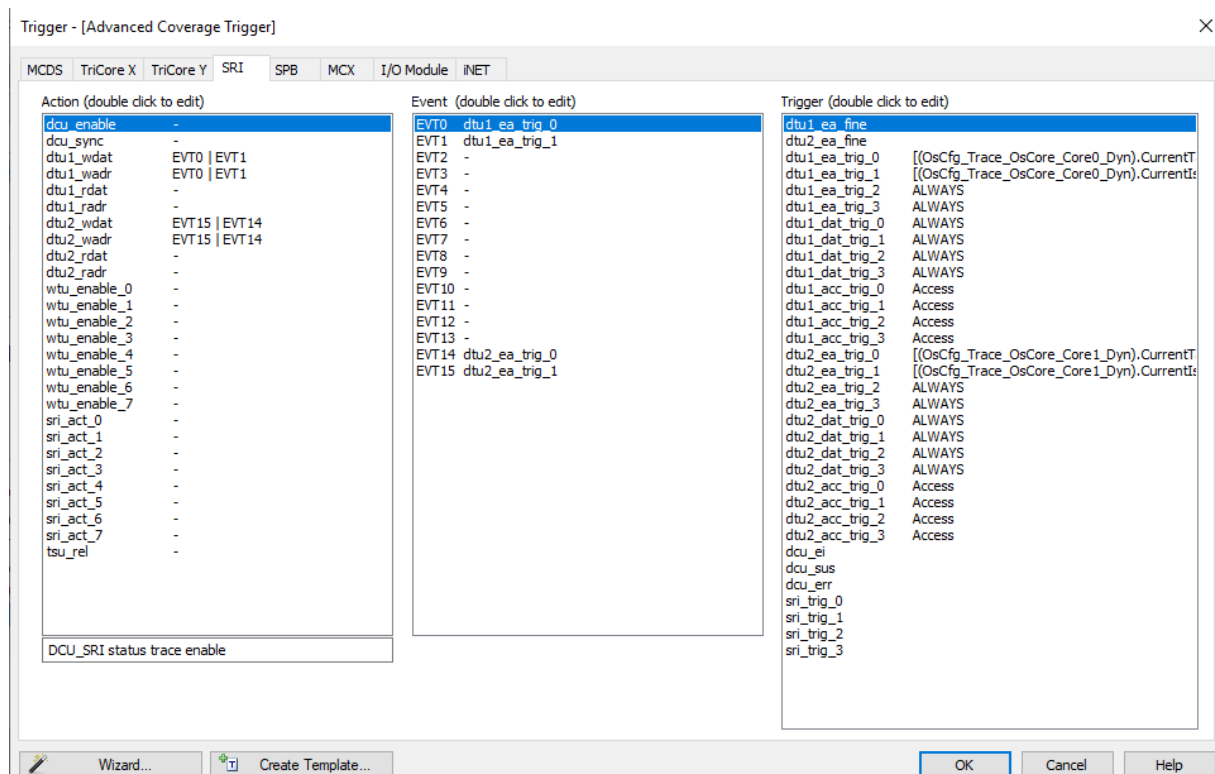 Trigger - [Advanced Coverage Trigger]
MCDS TriCore X TriCore Y SRI SPB MCX I/O Module iNET
Action (double click to edit)
dcu_enable -
dcu_sync -
dtu1_wdat EVT0 | EVT1
dtu1_wadr EVT0 | EVT1
dtu1_rdat -
dtu1_radr -
dtu2_wdat EVT15 | EVT14
dtu2_wadr EVT15 | EVT14
dtu2_rdat -
dtu2_radr -
wtu_enable_0 -
wtu_enable_1 -
wtu_enable_2 -
wtu_enable_3 -
wtu_enable_4 -
wtu_enable_5 -
wtu_enable_6 -
wtu_enable_7 -
sri_act_0 -
sri_act_1 -
sri_act_2 -
sri_act_3 -
sri_act_4 -
sri_act_5 -
sri_act_6 -
sri_act_7 -
tsu_rel -
DCU_SRI status trace enable
Event (double click to edit)
EVT0 dtu1_ea_trig_0
EVT1 dtu1_ea_trig_1
EVT2 -
EVT3 -
EVT4 -
EVT5 -
EVT6 -
EVT7 -
EVT8 -
EVT9 -
EVT10 -
EVT11 -
EVT12 -
EVT13 -
EVT14 dtu2_ea_trig_0
EVT15 dtu2_ea_trig_1
Trigger (double click to edit)
dtu1_ea_fine
dtu2_ea_fine
dtu1_ea_trig_0 [(OsCfg_Trace_OsCore_Core0_Dyn).CurrentT
dtu1_ea_trig_1 [(OsCfg_Trace_OsCore_Core0_Dyn).CurrentIs
dtu1_ea_trig_2 ALWAYS
dtu1_ea_trig_3 ALWAYS
dtu1_dat_trig_0 ALWAYS
dtu1_dat_trig_1 ALWAYS
dtu1_dat_trig_2 ALWAYS
dtu1_dat_trig_3 ALWAYS
dtu1_acc_trig_0 Access
dtu1_acc_trig_1 Access
dtu1_acc_trig_2 Access
dtu1_acc_trig_3 Access
dtu2_ea_trig_0 [(OsCfg_Trace_OsCore_Core1_Dyn).CurrentT
dtu2_ea_trig_1 [(OsCfg_Trace_OsCore_Core1_Dyn).CurrentIs
dtu2_ea_trig_2 ALWAYS
dtu2_ea_trig_3 ALWAYS
dtu2_dat_trig_0 ALWAYS
dtu2_dat_trig_1 ALWAYS
dtu2_dat_trig_2 ALWAYS
dtu2_dat_trig_3 ALWAYS
dtu2_acc_trig_0 Access
dtu2_acc_trig_1 Access
dtu2_acc_trig_2 Access
dtu2_acc_trig_3 Access
dcu_ei
dcu_sus
dcu_err
sri_trig_0
sri_trig_1
sri_trig_2
sri_trig_3
Wizard... Create Template... OK Cancel Help